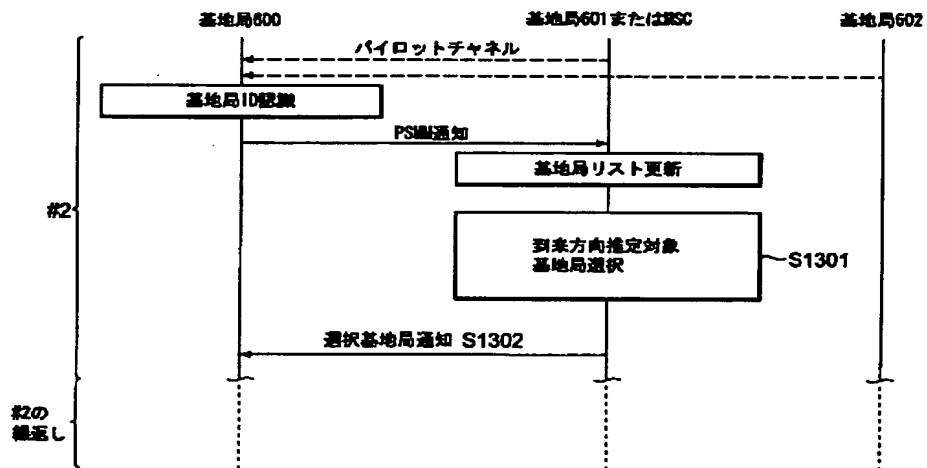 基地局600
基地局601またはMSC
基地局602
パイロットチャネル
基地局ID認識
PSMM通知
基地局リスト更新
#2
到来方向推定対象
基地局選択
S1301
選択基地局通知 S1302
#2の
繰返し